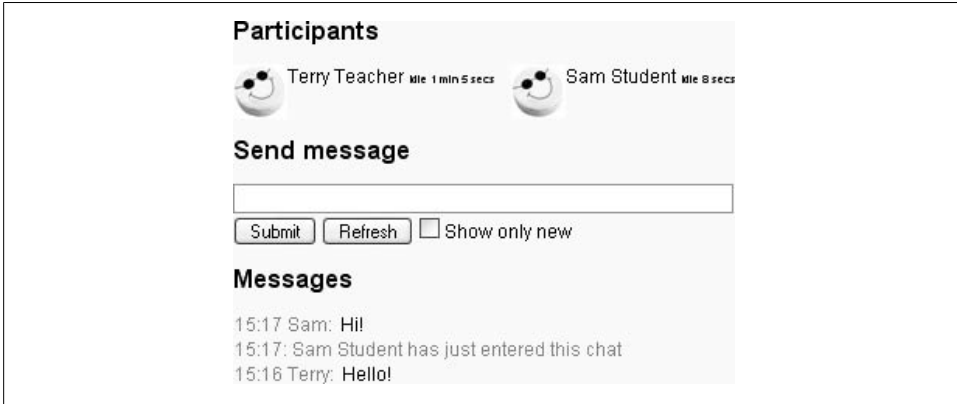 Participants
Terry Teacher Idle 1 min 5 secs Sam Student Idle 8 secs
Send message
Submit Refresh Show only new
Messages
15:17 Sam: Hi!
15:17: Sam Student has just entered this chat
15:16 Terry: Hello!